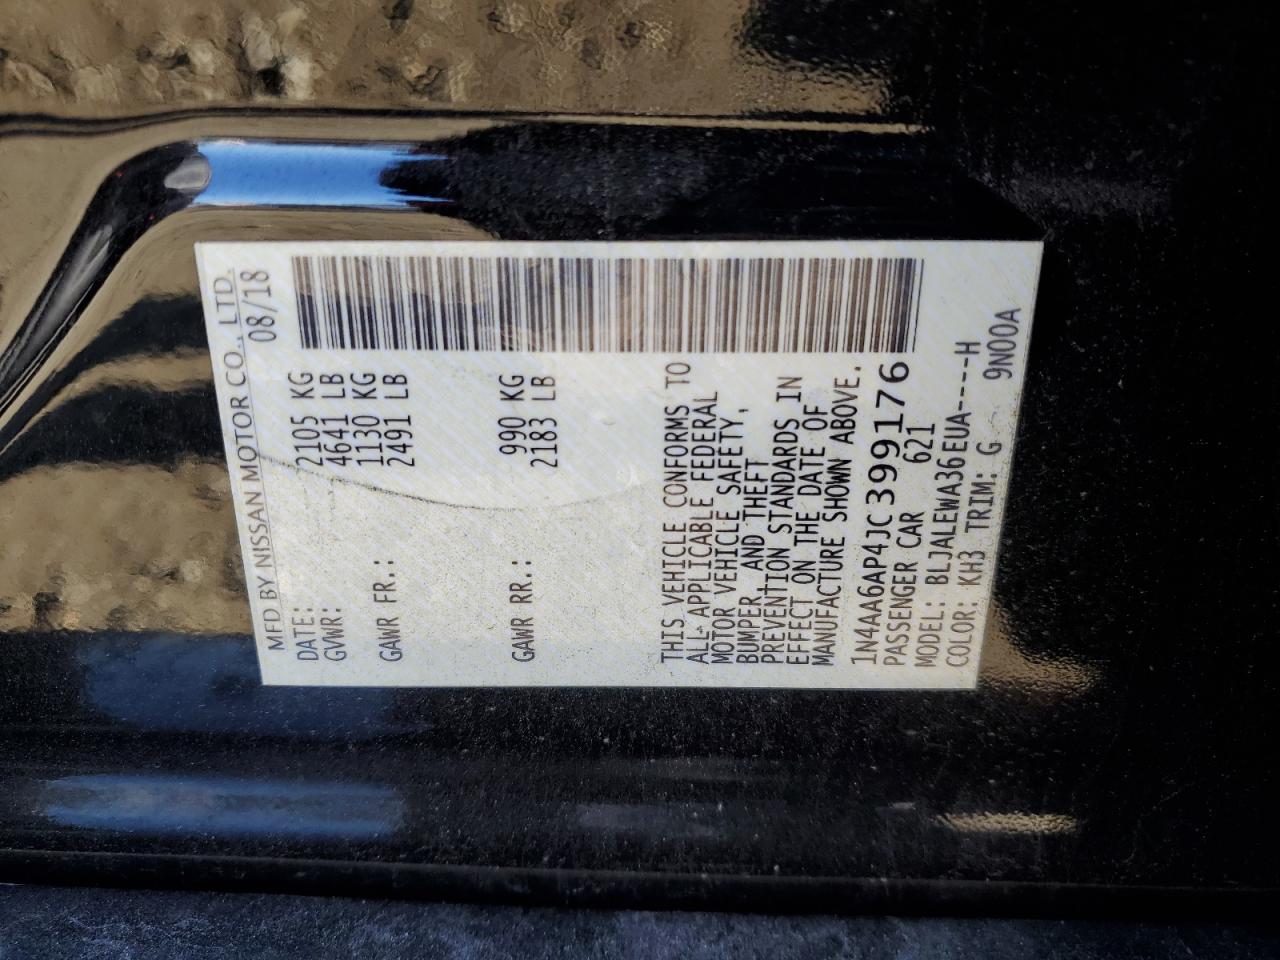 MFD BY NISSAN MOTOR CO., LTD.
DATE: 08/18
GVWR: 2105 KG
4641 LB
GAWR FR.: 1130 KG
2491 LB
GAWR RR.: 990 KG
2183 LB
THIS VEHICLE CONFORMS TO
ALL APPLICABLE FEDERAL
MOTOR VEHICLE SAFETY,
BUMPER, AND THEFT
PREVENTION STANDARDS IN
EFFECT ON THE DATE OF
MANUFACTURE SHOWN ABOVE.
1N4AA6AP4JC399176
PASSENGER CAR 621
MODEL: BLJALEWA36EUA-----H
COLOR: KH3 TRIM: G 9N00A